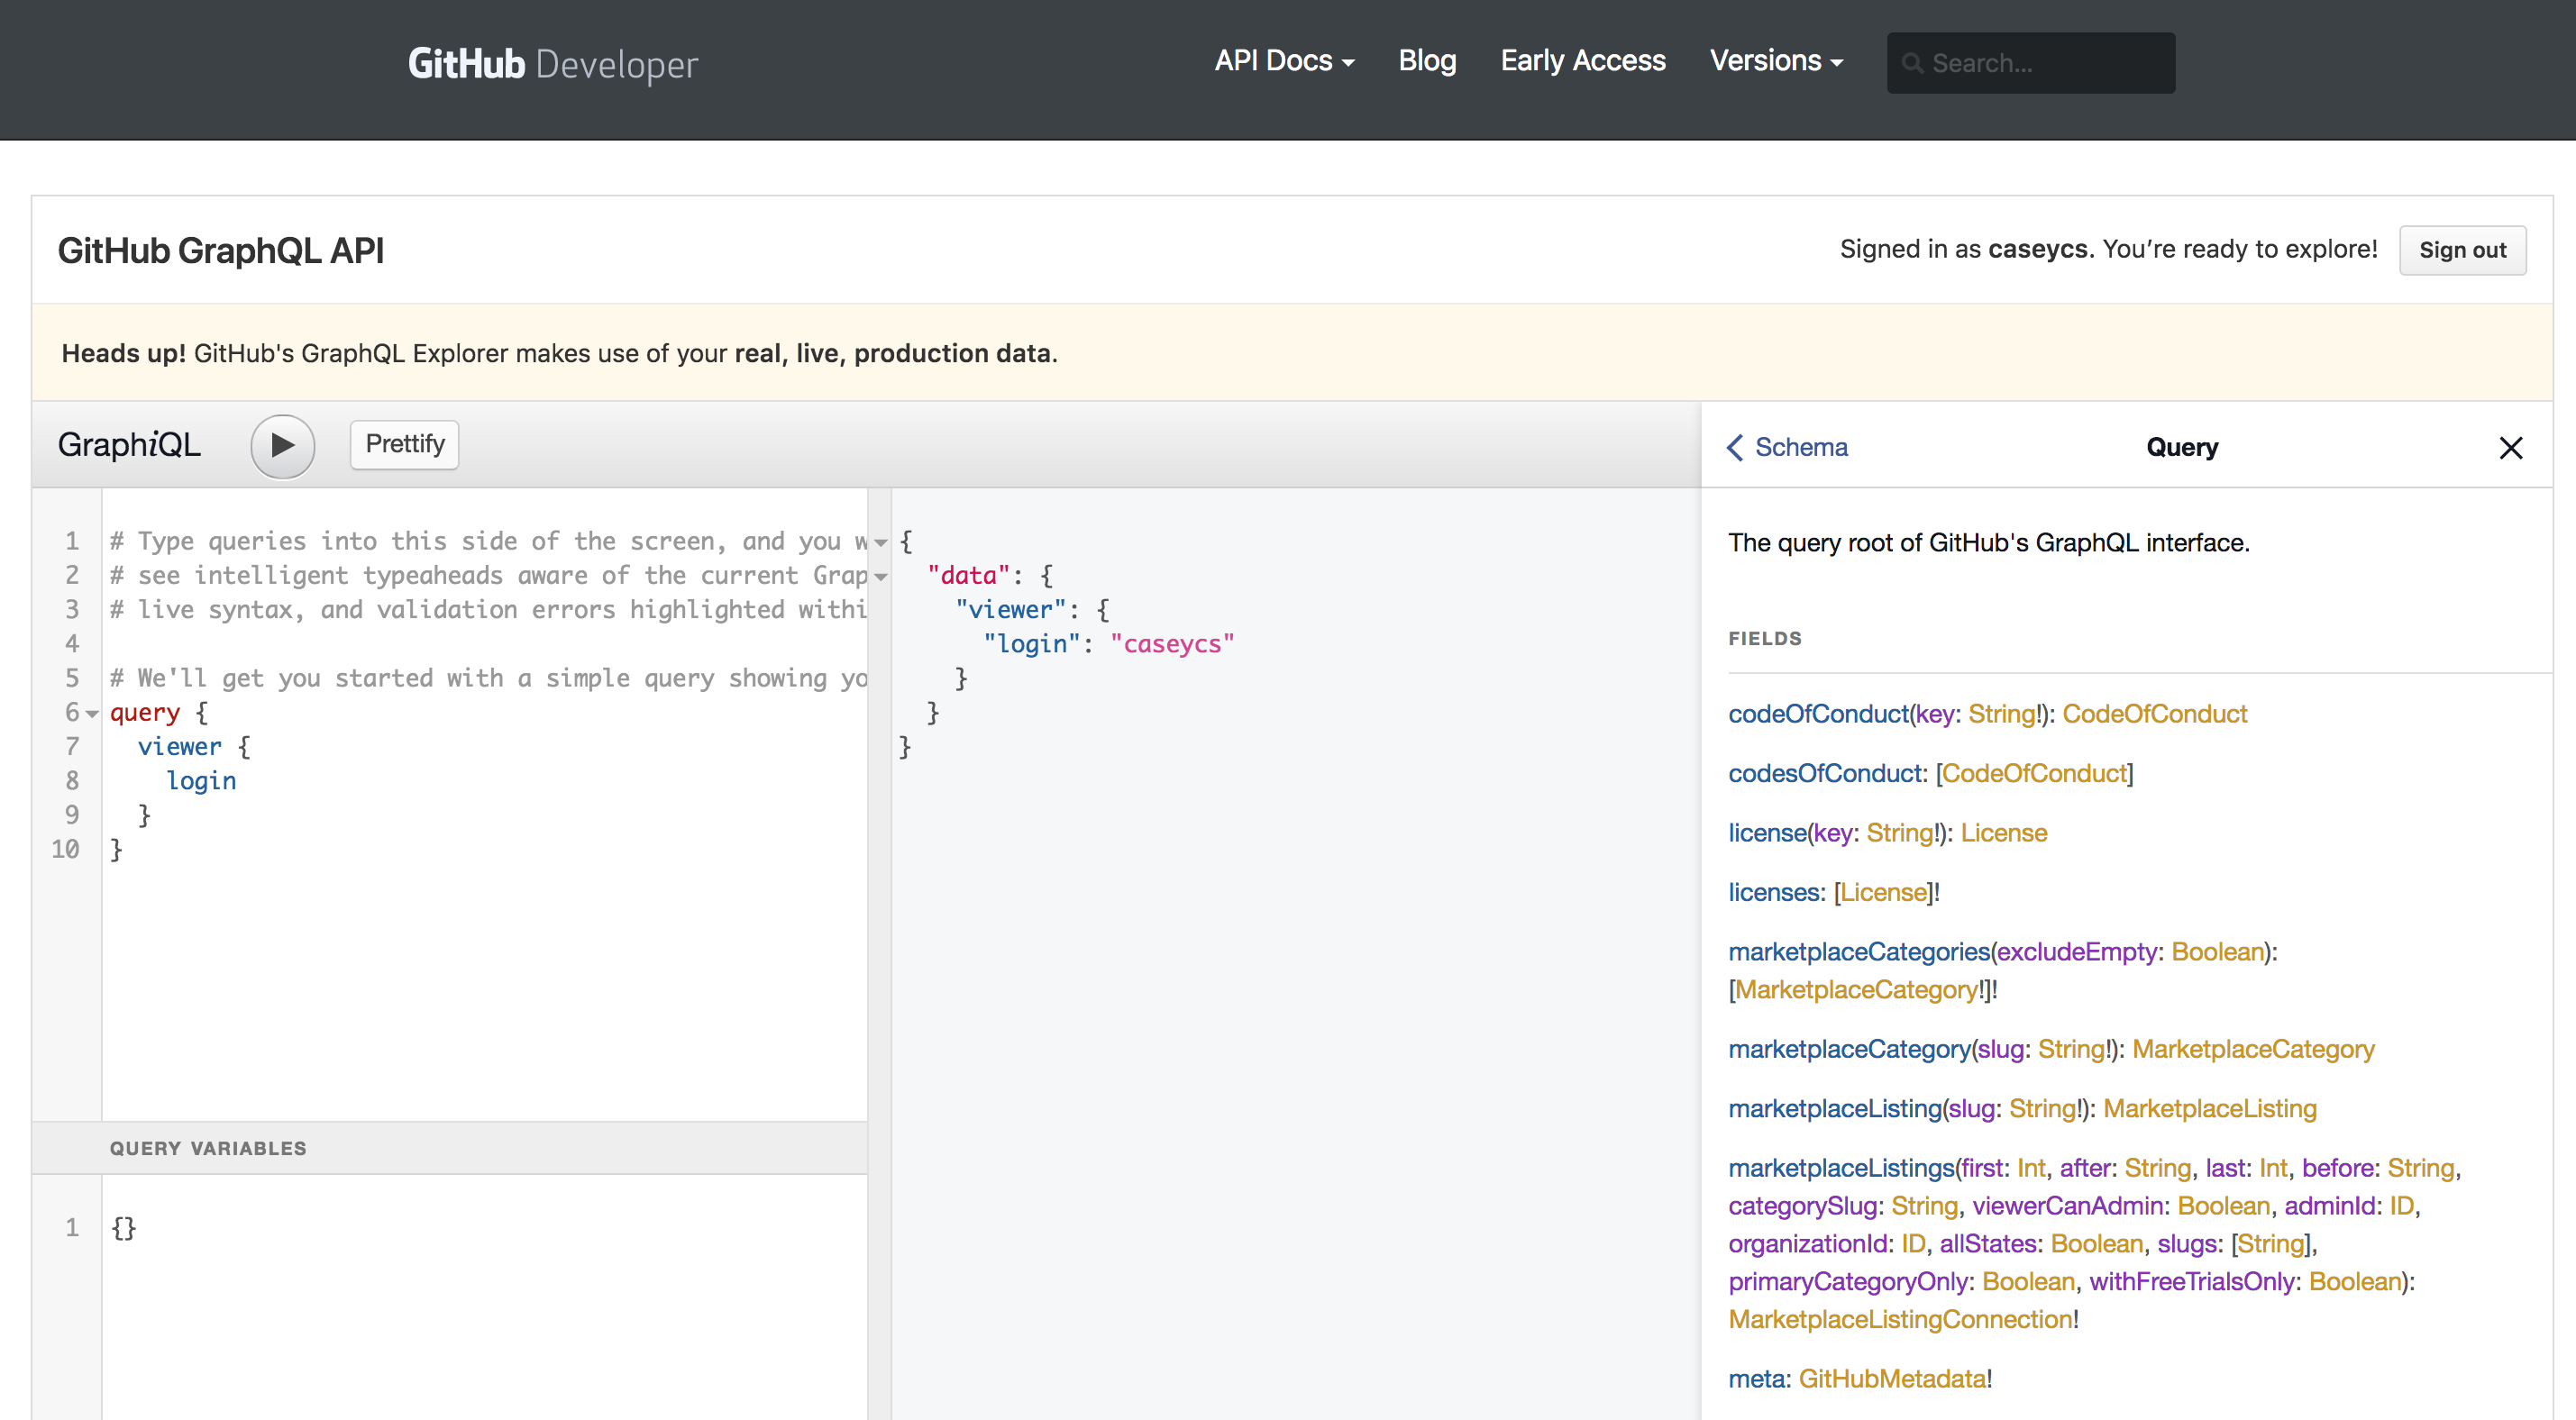 GitHub Developer
API Docs
Blog
Early Access
Versions
Search...
GitHub GraphQL API
Signed in as caseycs. You’re ready to explore!
Sign out
Heads up! GitHub's GraphQL Explorer makes use of your real, live, production data.
GraphiQL
Prettify
1 # Type queries into this side of the screen, and you w
2 # see intelligent typeaheads aware of the current Grap
3 # live syntax, and validation errors highlighted withi
4
5 # We'll get you started with a simple query showing yo
6 query {
7 viewer {
8 login
9 }
10 }
QUERY VARIABLES
1 {}
{
"data": {
"viewer": {
"login": "caseycs"
}
}
}
Schema
Query
The query root of GitHub's GraphQL interface.
FIELDS
codeOfConduct(key: String!): CodeOfConduct
codesOfConduct: [CodeOfConduct]
license(key: String!): License
licenses: [License]!
marketplaceCategories(excludeEmpty: Boolean):
[MarketplaceCategory!]!
marketplaceCategory(slug: String!): MarketplaceCategory
marketplaceListing(slug: String!): MarketplaceListing
marketplaceListings(first: Int, after: String, last: Int, before: String,
categorySlug: String, viewerCanAdmin: Boolean, adminId: ID,
organizationId: ID, allStates: Boolean, slugs: [String],
primaryCategoryOnly: Boolean, withFreeTrialsOnly: Boolean):
MarketplaceListingConnection!
meta: GitHubMetadata!